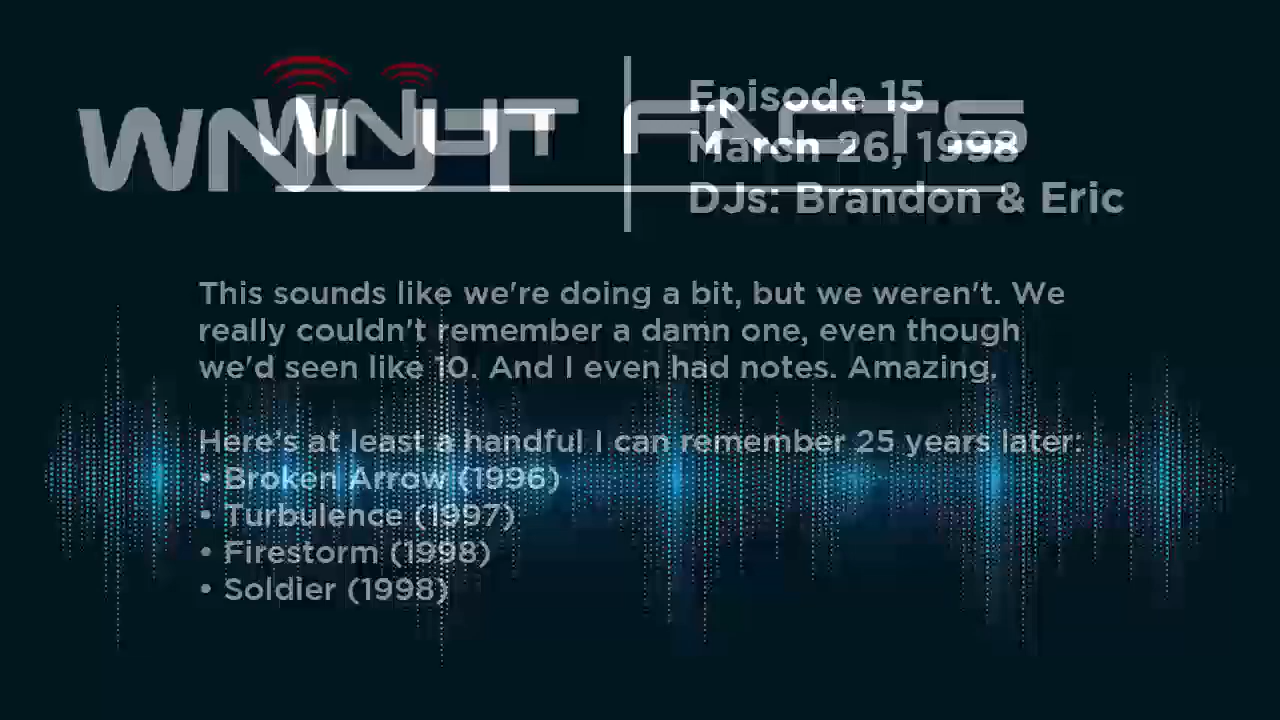 WNUT
WNUT FACTS
Episode 15
March 26, 1998
DJs: Brandon & Eric
This sounds like we're doing a bit, but we weren't. We
really couldn't remember a damn one, even though
we'd seen like 10. And I even had notes. Amazing.
Here's at least a handful I can remember 25 years later:
• Broken Arrow (1996)
• Turbulence (1997)
• Firestorm (1998)
• Soldier (1998)